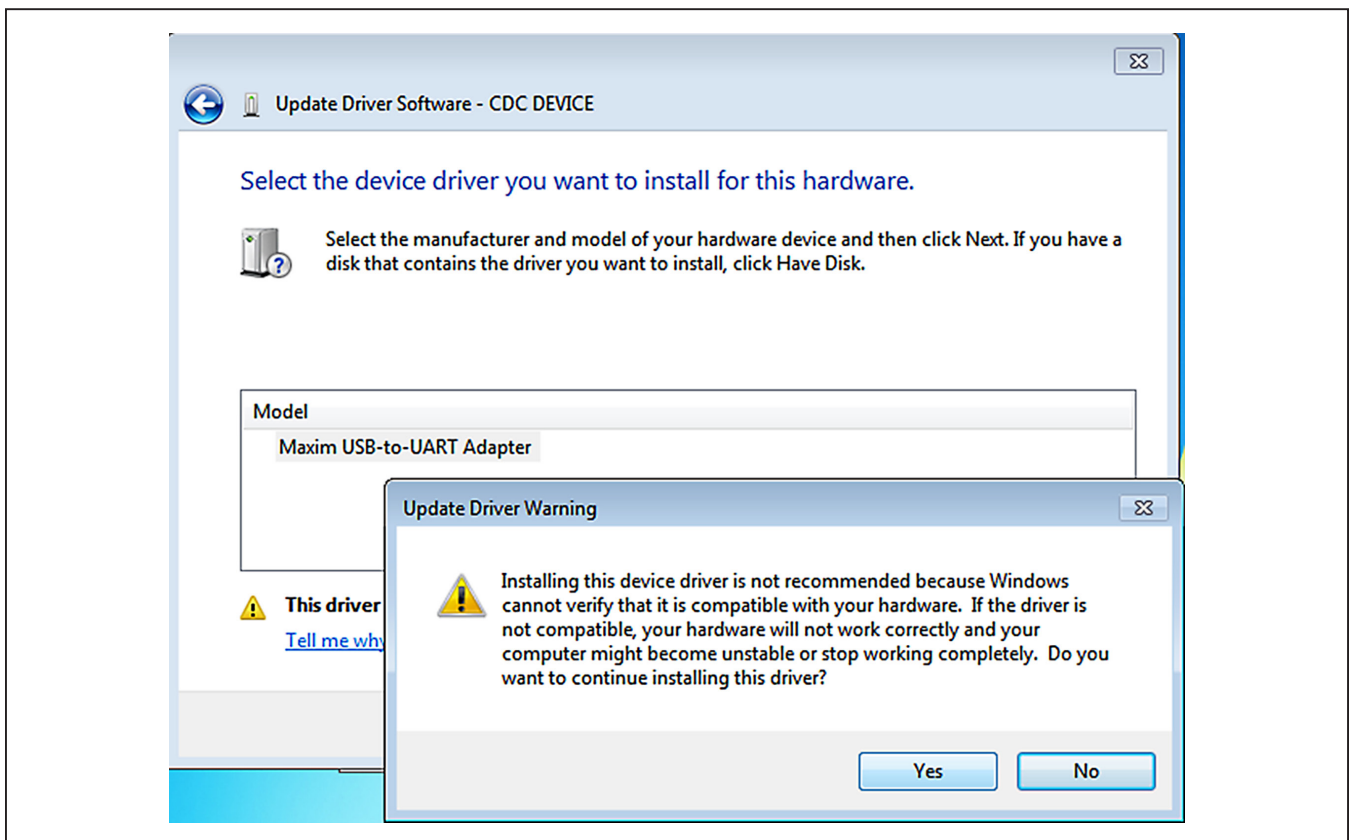 Update Driver Software - CDC DEVICE
Select the device driver you want to install for this hardware.
Select the manufacturer and model of your hardware device and then click Next. If you have a
disk that contains the driver you want to install, click Have Disk.
Model
Maxim USB-to-UART Adapter
Update Driver Warning
Installing this device driver is not recommended because Windows
cannot verify that it is compatible with your hardware.  If the driver is
not compatible, your hardware will not work correctly and your
computer might become unstable or stop working completely.  Do you
want to continue installing this driver?
This driver
Tell me why
Yes
No